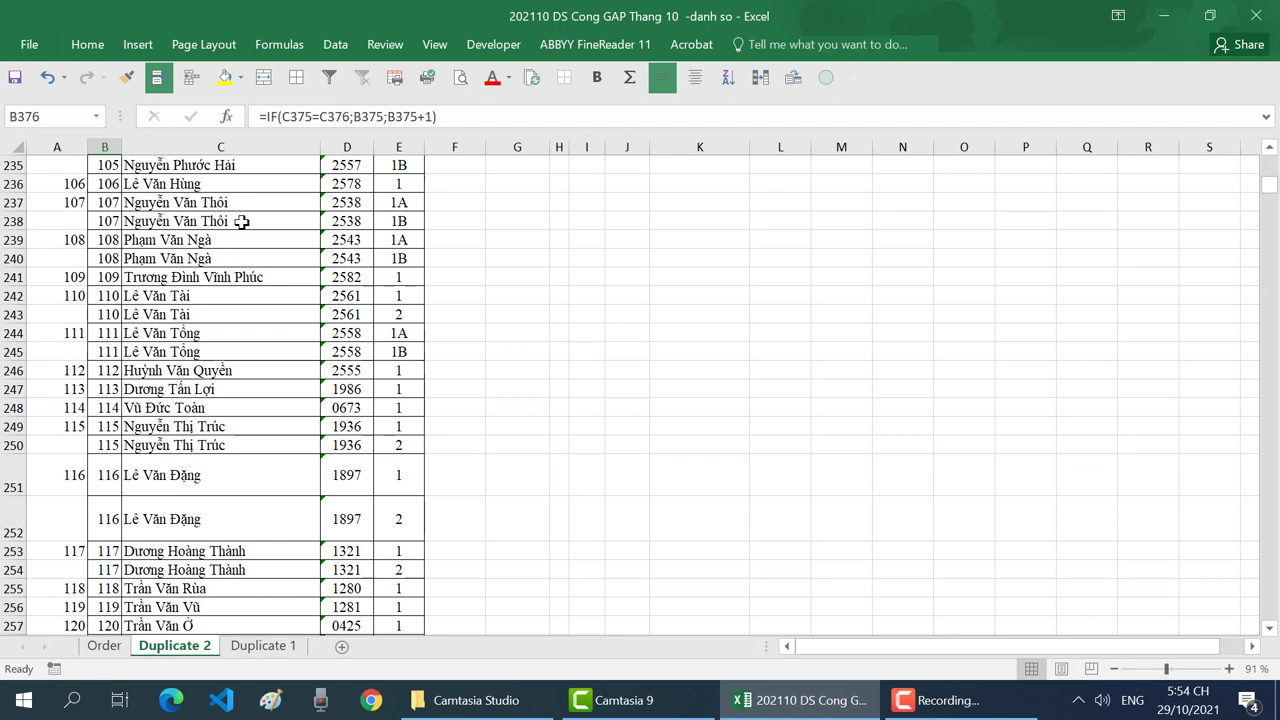 202110 DS Cong GAP Thang 10 -danh so - Excel
File Home Insert Page Layout Formulas Data Review View Developer ABBYY FineReader 11 Acrobat Tell me what you want to do... Share
B376 =IF(C375=C376;B375;B375+1)
A B C D E F G H I J K L M N O P Q R S
235 105 Nguyễn Phước Hải 2557 1B
236 106 106 Lê Văn Hùng 2578 1
237 107 107 Nguyễn Văn Thôi 2538 1A
238 107 Nguyễn Văn Thôi 2538 1B
239 108 108 Phạm Văn Ngà 2543 1A
240 108 Phạm Văn Ngà 2543 1B
241 109 109 Trương Đình Vĩnh Phúc 2582 1
242 110 110 Lê Văn Tài 2561 1
243 110 Lê Văn Tài 2561 2
244 111 111 Lê Văn Tổng 2558 1A
245 111 Lê Văn Tổng 2558 1B
246 112 112 Huỳnh Văn Quyền 2555 1
247 113 113 Dương Tấn Lợi 1986 1
248 114 114 Vũ Đức Toàn 0673 1
249 115 115 Nguyễn Thị Trúc 1936 1
250 115 Nguyễn Thị Trúc 1936 2
251 116 116 Lê Văn Đặng 1897 1
252 116 Lê Văn Đặng 1897 2
253 117 117 Dương Hoàng Thành 1321 1
254 117 Dương Hoàng Thành 1321 2
255 118 118 Trần Văn Rùa 1280 1
256 119 119 Trần Văn Vũ 1281 1
257 120 120 Trần Văn Ở 0425 1
Order Duplicate 2 Duplicate 1
Ready 91 %
Camtasia Studio Camtasia 9 202110 DS Cong G... Recording... ENG 5:54 CH
29/10/2021 4